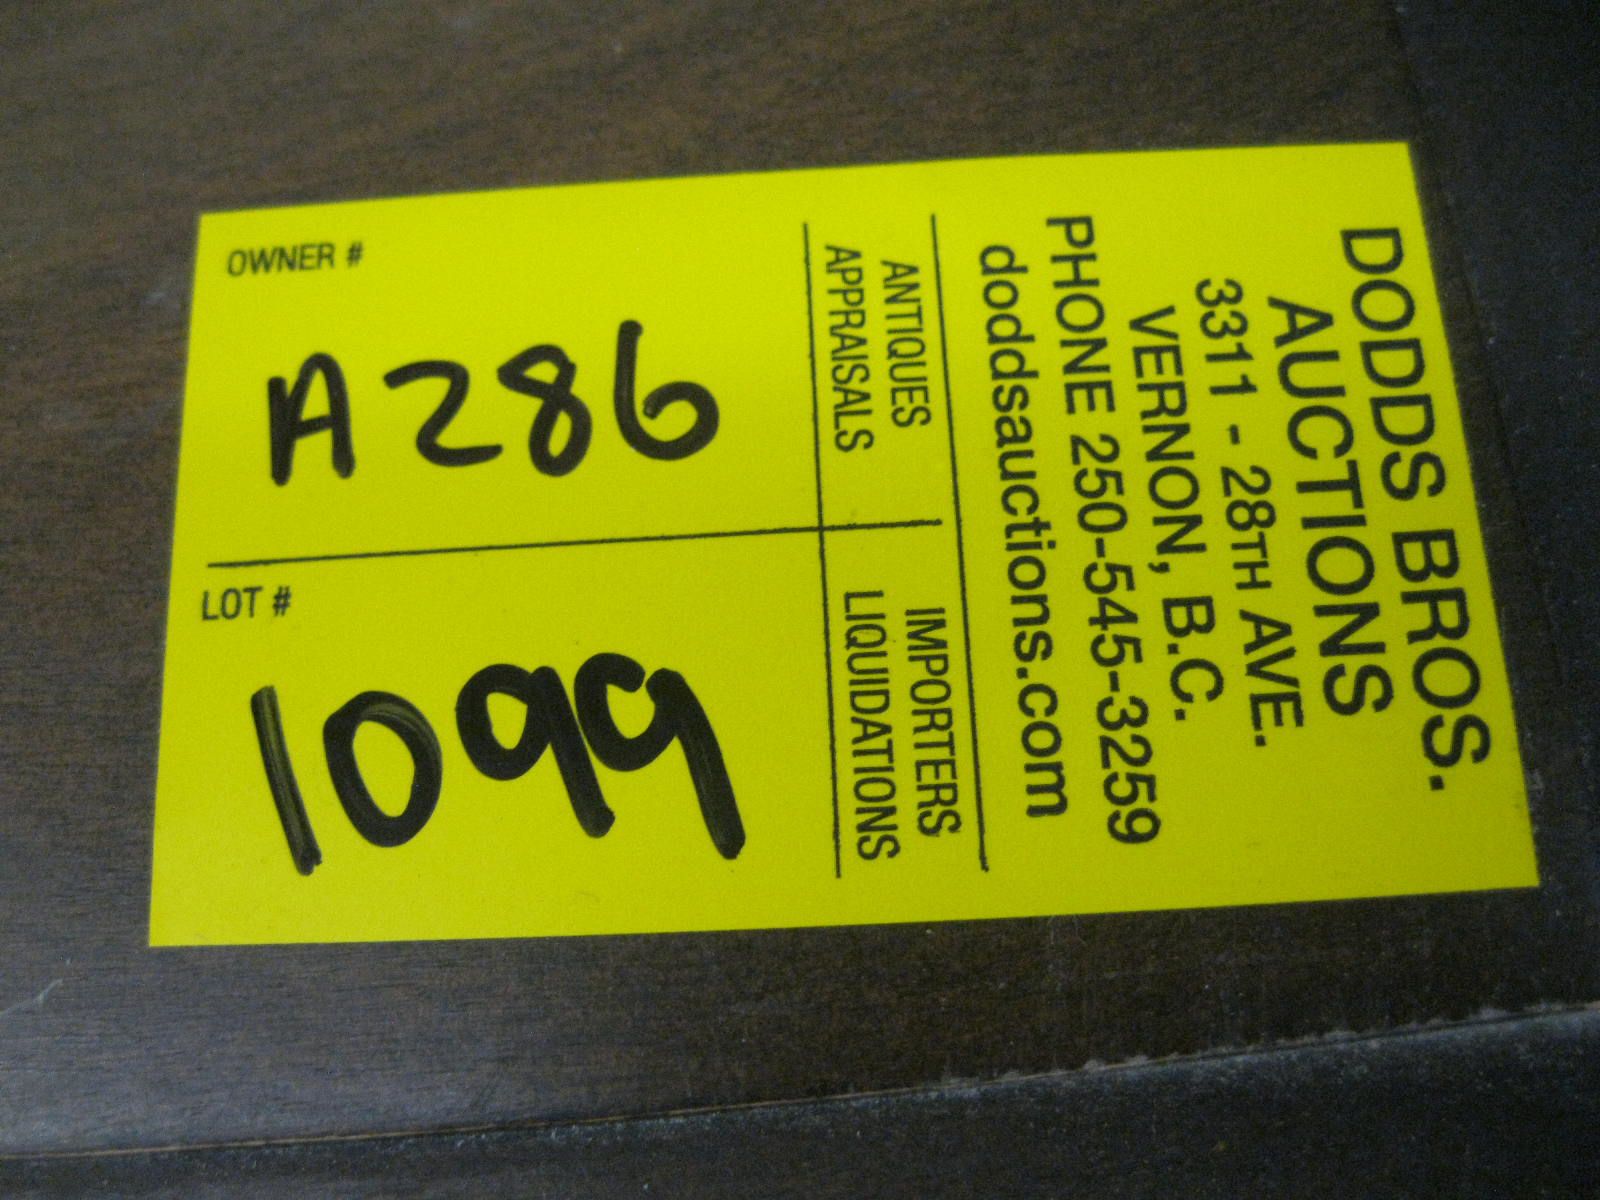 DODDS BROS.
AUCTIONS
3311 - 28TH AVE.
VERNON, B.C.
PHONE 250-545-3259
doddsauctions.com
ANTIQUES
APPRAISALS
IMPORTERS
LIQUIDATIONS
OWNER #
A286
LOT #
1099